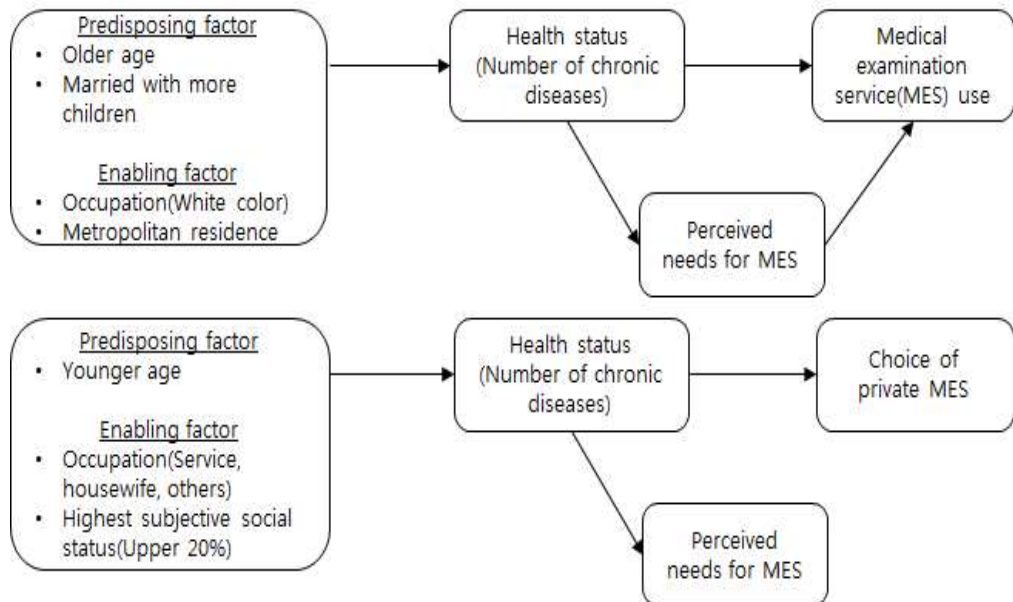 Predisposing factor
• Older age
• Married with more
children
Enabling factor
• Occupation(White color)
• Metropolitan residence
Health status
(Number of chronic
diseases)
Medical
examination
service(MES) use
Perceived
needs for MES
Predisposing factor
• Younger age
Enabling factor
• Occupation(Service,
housewife, others)
• Highest subjective social
status(Upper 20%)
Health status
(Number of chronic
diseases)
Choice of
private MES
Perceived
needs for MES